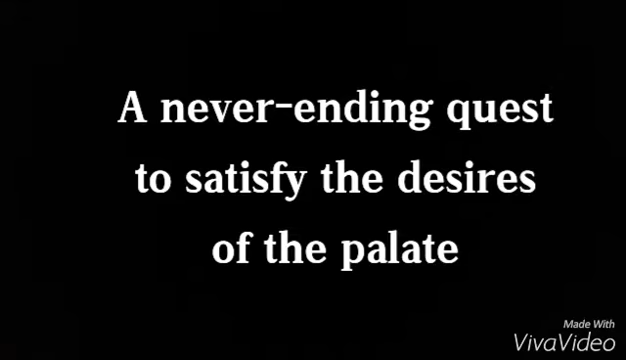 A never-ending quest
to satisfy the desires
of the palate
Made With
VivaVideo